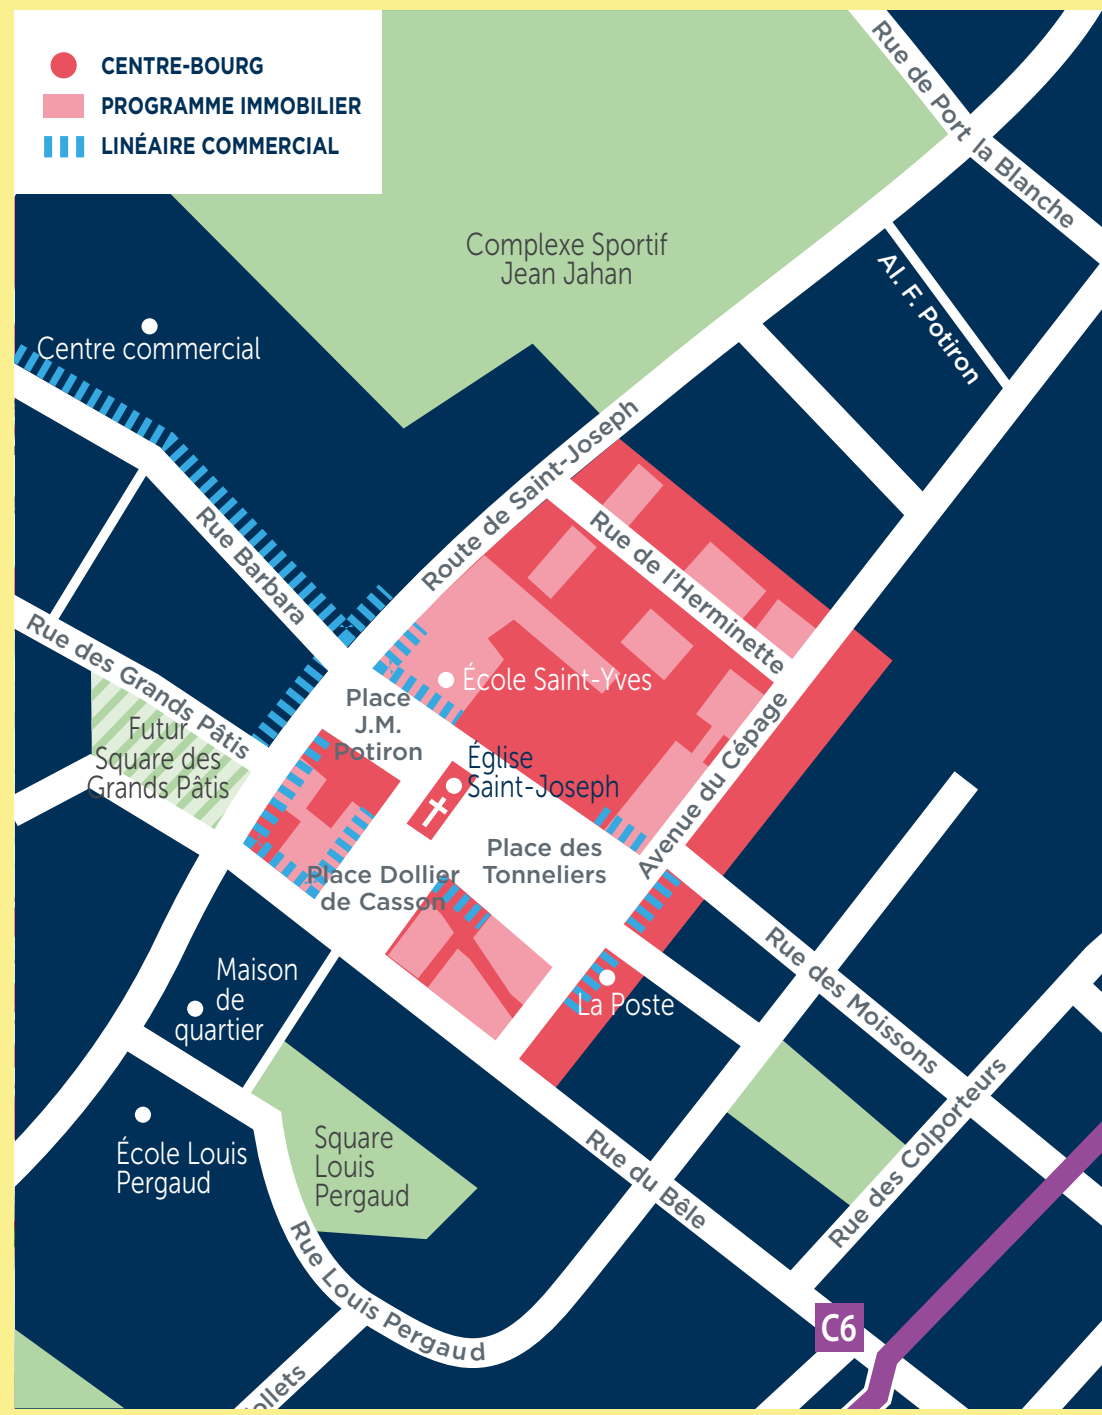 CENTRE-BOURG
PROGRAMME IMMOBILIER
LINÉAIRE COMMERCIAL
Rue de Port la Blanche
Complexe Sportif
Jean Jahan
Al. F. Potiron
Centre commercial
Route de Saint-Joseph
Rue Barbara
Rue de l'Herminette
Rue des Grands Pâtis
École Saint-Yves
Place
J.M.
Potiron
Futur
Square des
Grands Pâtis
Église
Saint-Joseph
Avenue du Cépage
Place des
Tonneliers
Place Dollier
de Casson
Rue des Moissons
Maison
de
quartier
La Poste
Rue des Colporteurs
École Louis
Pergaud
Square
Louis
Pergaud
Rue du Bêle
Rue Louis Pergaud
C6
ollets